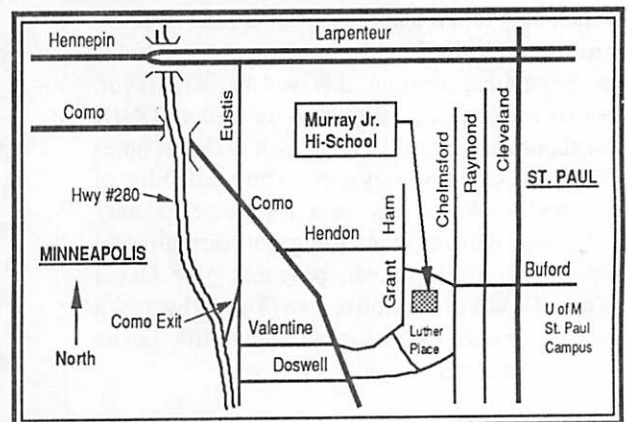 Hennepin
Larpenteur
Como
Eustis
Murray Jr.
Hi-School
Chelmsford
Raymond
Cleveland
ST. PAUL
Hwy #280
Como
Hendon
Grant
Ham
Buford
MINNEAPOLIS
North
Como Exit
Valentine
Doswell
Luther
Place
U of M
St. Paul
Campus